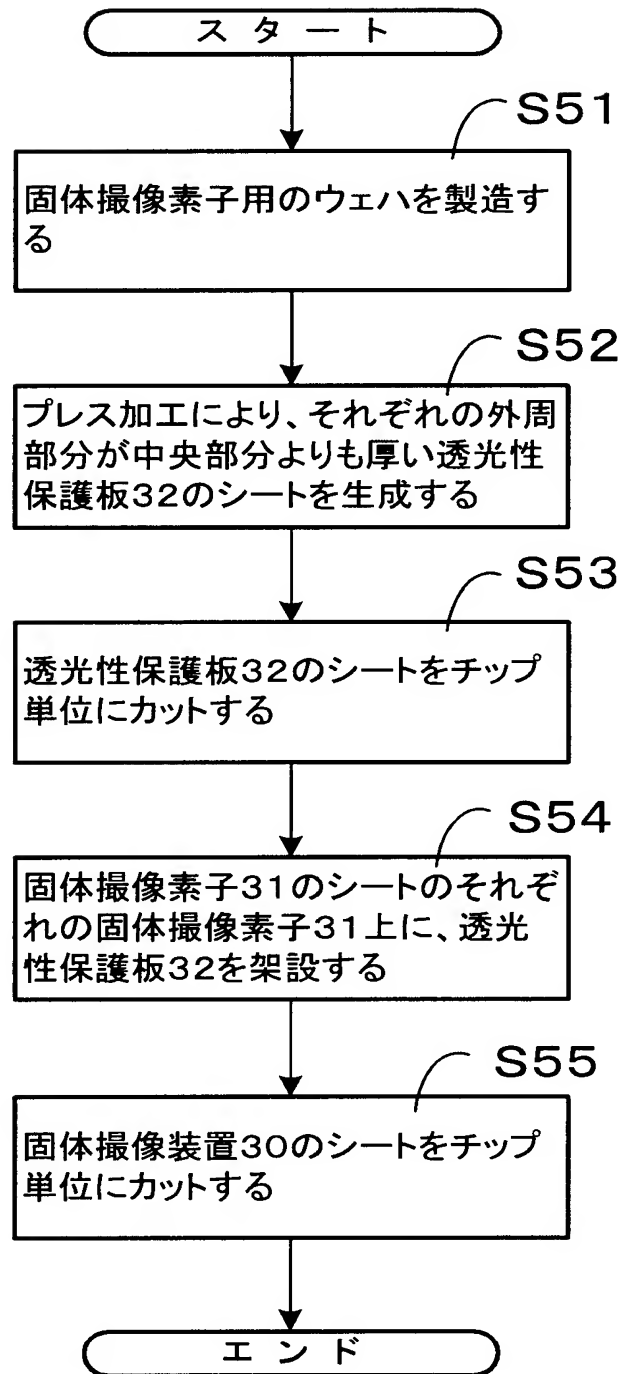 スタート
S51
固体撮像素子用のウェハを製造す
る
S52
プレス加工により、それぞれの外周
部分が中央部分よりも厚い透光性
保護板32のシートを生成する
S53
透光性保護板32のシートをチップ
単位にカットする
S54
固体撮像素子31のシートのそれぞ
れの固体撮像素子31上に、透光
性保護板32を架設する
S55
固体撮像装置30のシートをチップ
単位にカットする
エンド